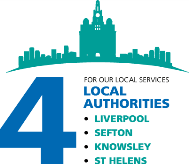 4
FOR OUR LOCAL SERVICES
LOCAL
AUTHORITIES
• LIVERPOOL
• SEFTON
• KNOWSLEY
• ST HELENS